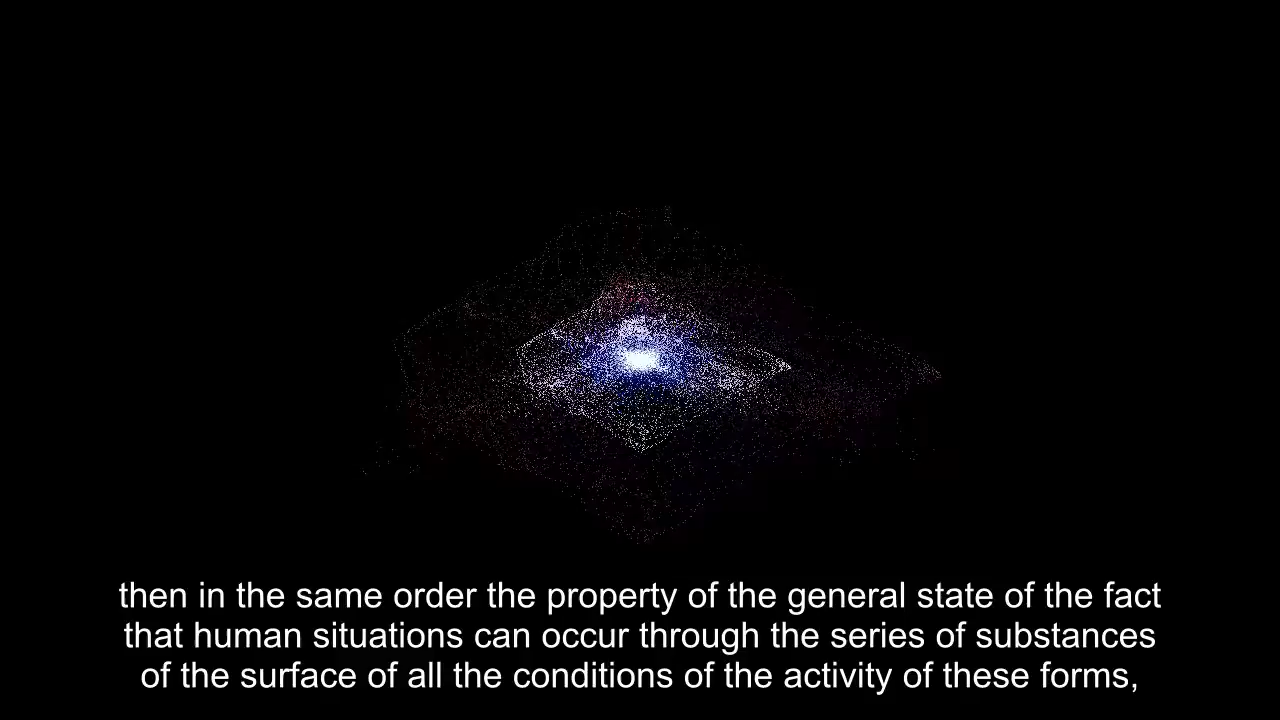 then in the same order the property of the general state of the fact
that human situations can occur through the series of substances
of the surface of all the conditions of the activity of these forms,